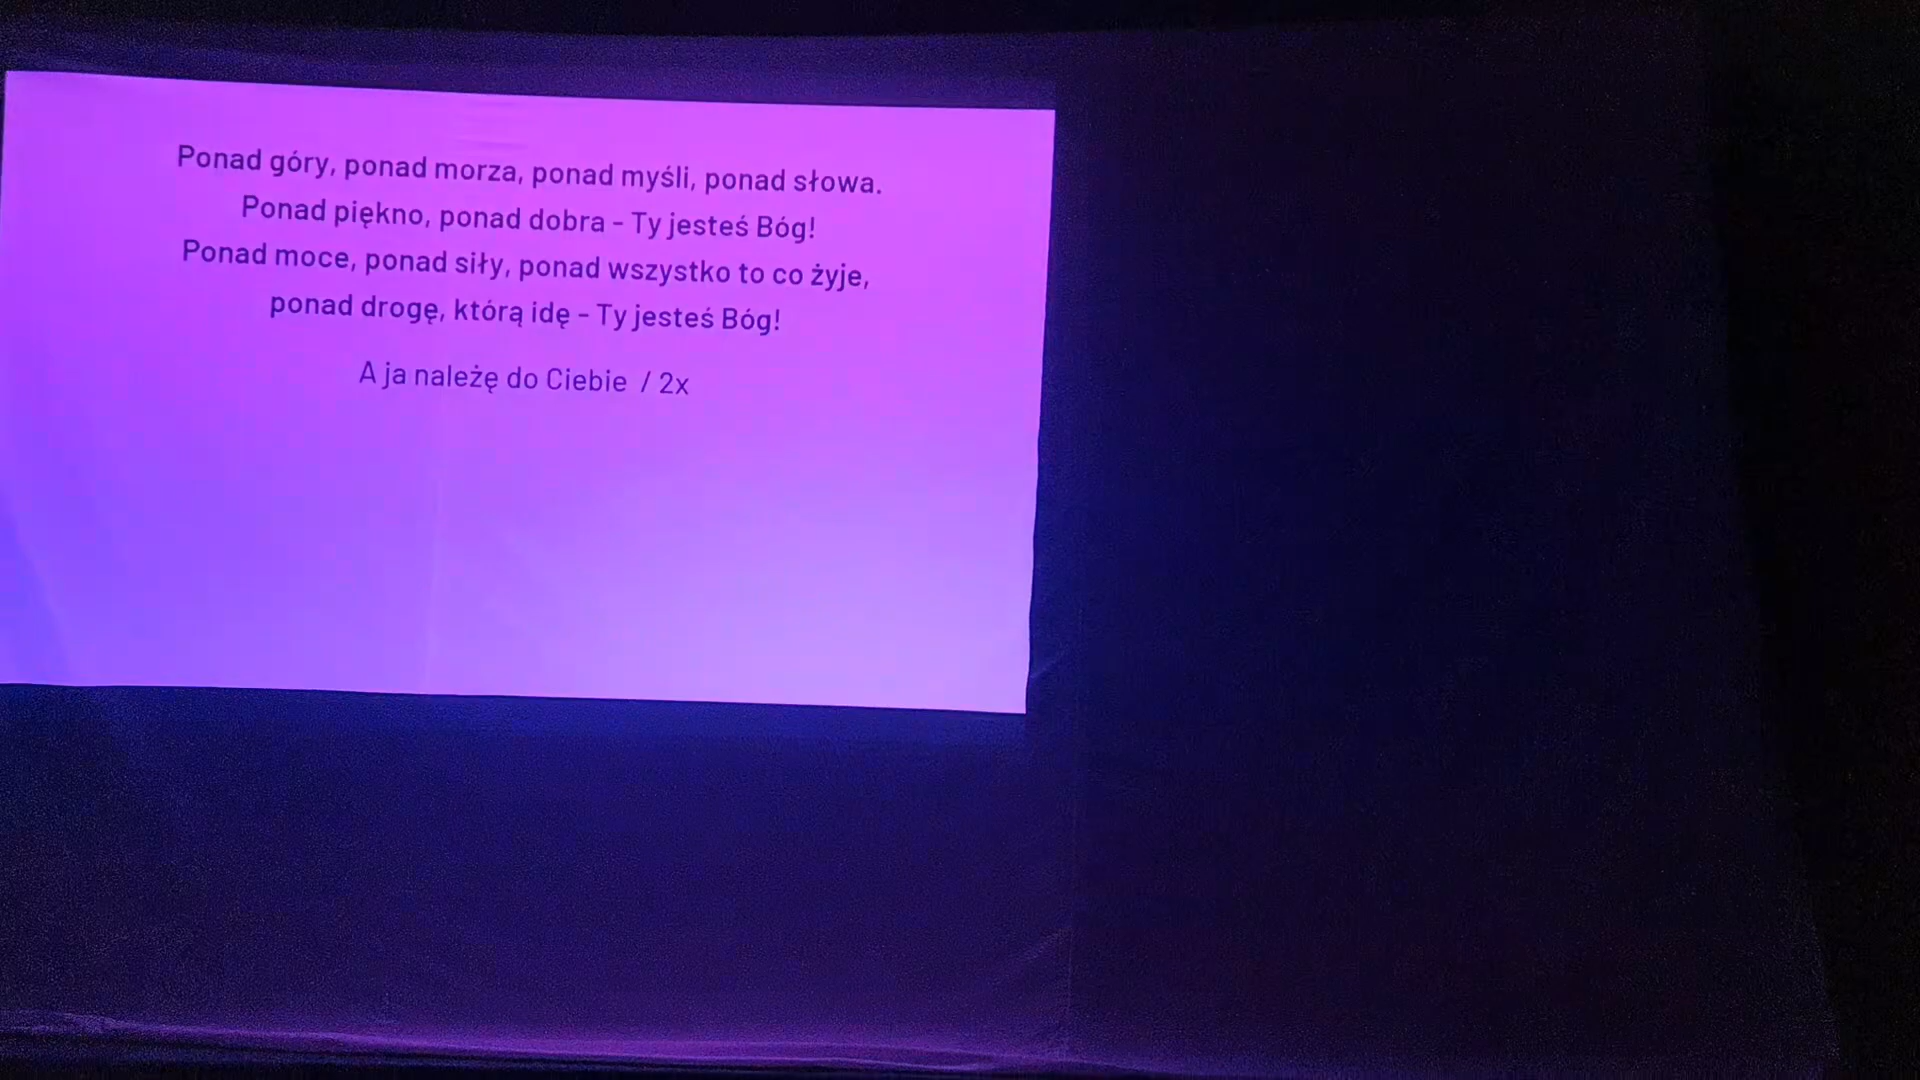 Ponad góry, ponad morza, ponad myśli, ponad słowa.
Ponad piękno, ponad dobra - Ty jesteś Bóg!
Ponad moce, ponad siły, ponad wszystko to co żyje,
ponad drogę, którą idę - Ty jesteś Bóg!
A ja należę do Ciebie / 2x